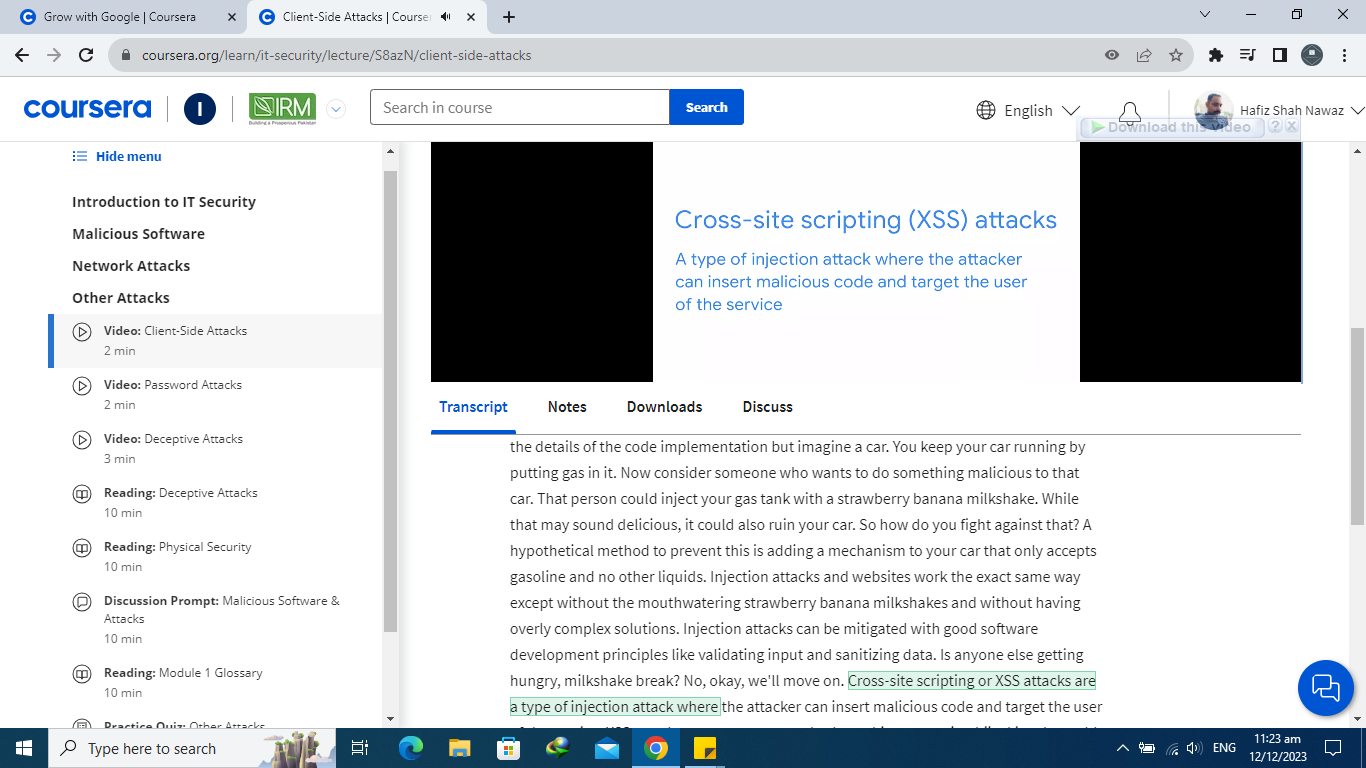 Grow with Google | Coursera
Client-Side Attacks | Course
coursera.org/learn/it-security/lecture/S8azN/client-side-attacks
coursera
I
IRM
Building a Prosperous Pakistan
Search in course
Search
English
Hafiz Shah Nawaz
Download this video
? X
Hide menu
Introduction to IT Security
Malicious Software
Network Attacks
Other Attacks
Video: Client-Side Attacks
2 min
Video: Password Attacks
2 min
Video: Deceptive Attacks
3 min
Reading: Deceptive Attacks
10 min
Reading: Physical Security
10 min
Discussion Prompt: Malicious Software &
Attacks
10 min
Reading: Module 1 Glossary
10 min
Practice Quiz: Other Attacks
Cross-site scripting (XSS) attacks
A type of injection attack where the attacker
can insert malicious code and target the user
of the service
Transcript
Notes
Downloads
Discuss
the details of the code implementation but imagine a car. You keep your car running by
putting gas in it. Now consider someone who wants to do something malicious to that
car. That person could inject your gas tank with a strawberry banana milkshake. While
that may sound delicious, it could also ruin your car. So how do you fight against that? A
hypothetical method to prevent this is adding a mechanism to your car that only accepts
gasoline and no other liquids. Injection attacks and websites work the exact same way
except without the mouthwatering strawberry banana milkshakes and without having
overly complex solutions. Injection attacks can be mitigated with good software
development principles like validating input and sanitizing data. Is anyone else getting
hungry, milkshake break? No, okay, we'll move on. Cross-site scripting or XSS attacks are
a type of injection attack where the attacker can insert malicious code and target the user
Type here to search
ENG
11:23 am
12/12/2023